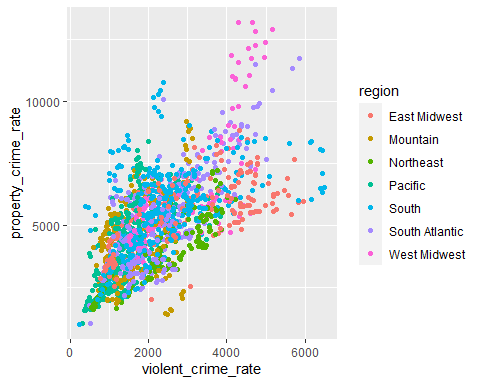 region
East Midwest
Mountain
Northeast
Pacific
South
South Atlantic
West Midwest
property_crime_rate
10000
5000
0
2000
4000
6000
violent_crime_rate